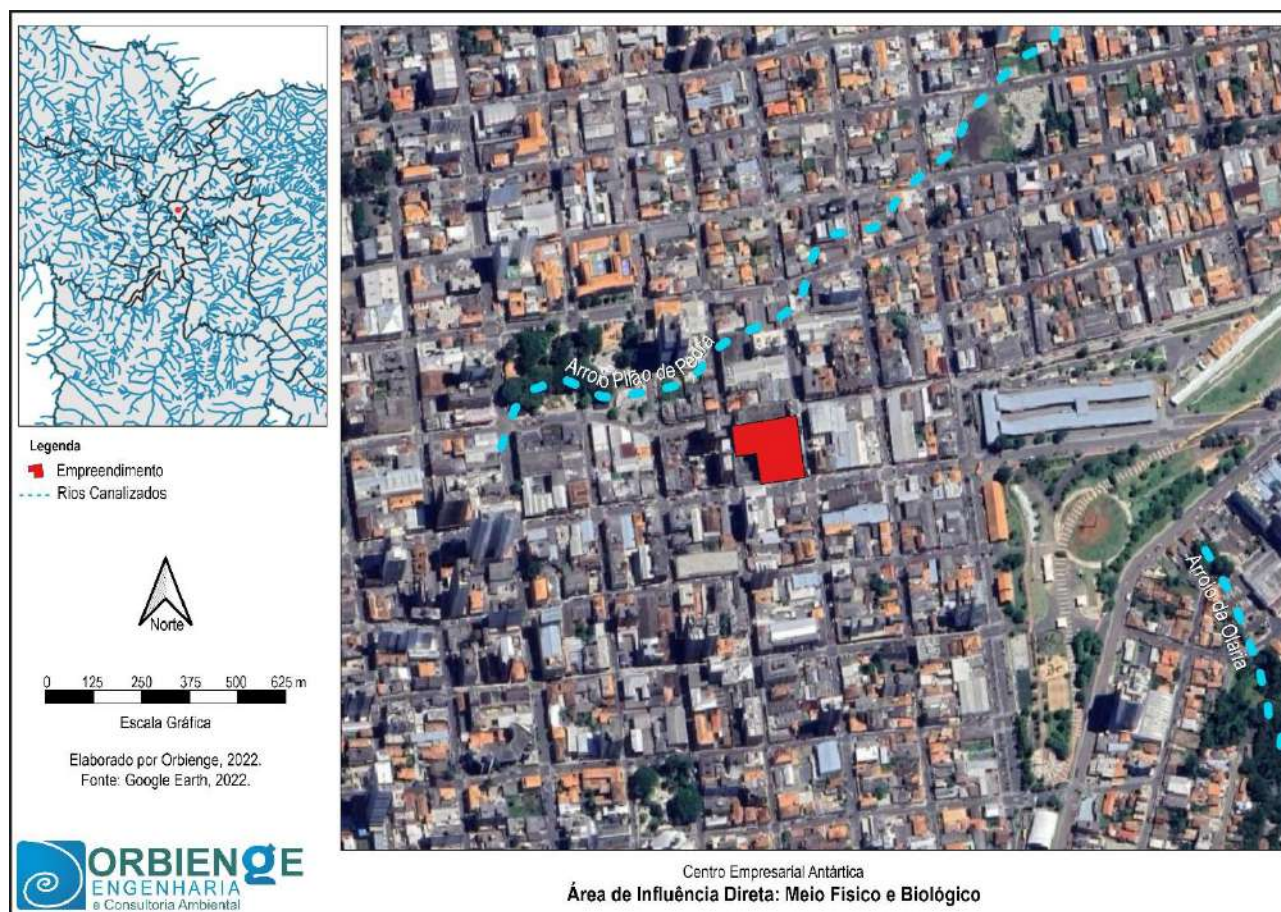 Legenda
Empreendimento
Rios Canalizados
Norte
0 125 250 375 500 625 m
Escala Gráfica
Elaborado por Orbienge, 2022.
Fonte: Google Earth, 2022.
ORBIENGE
ENGENHARIA
e Consultoria Ambiental
Arroio Pilão de Pedra
Arroio da Olaria
Centro Empresarial Antártica
Área de Influência Direta: Meio Físico e Biológico